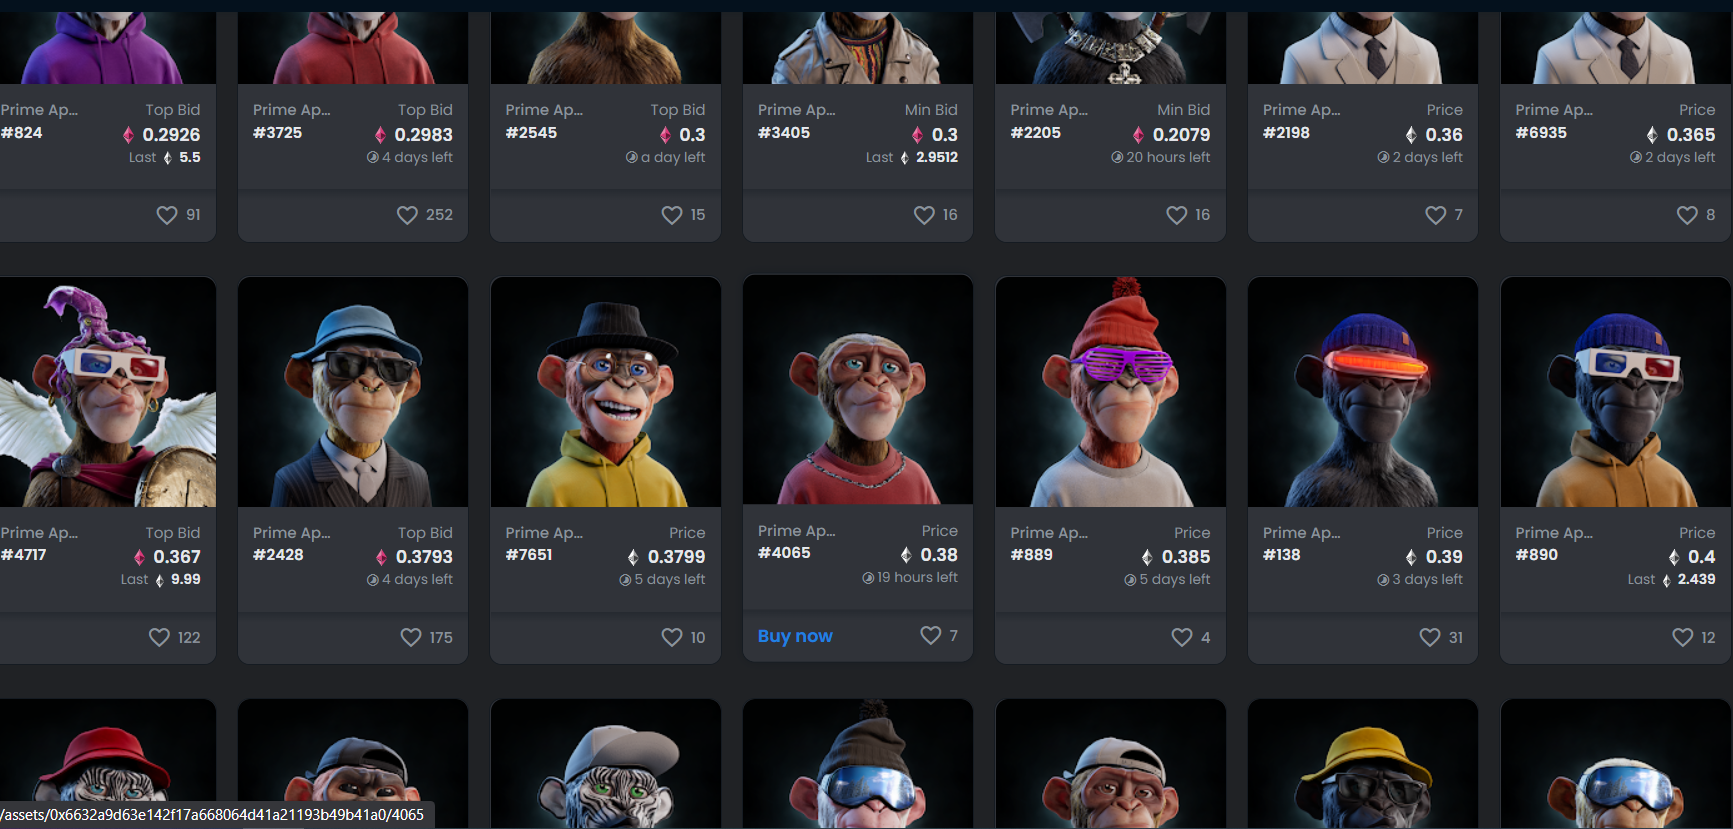 Prime Ap... Top Bid
#824 0.2926
Last 5.5
91
Prime Ap... Top Bid
#3725 0.2983
4 days left
252
Prime Ap... Top Bid
#2545 0.3
a day left
15
Prime Ap... Min Bid
#3405 0.3
Last 2.9512
16
Prime Ap... Min Bid
#2205 0.2079
20 hours left
16
Prime Ap... Price
#2198 0.36
2 days left
7
Prime Ap... Price
#6935 0.365
2 days left
8
Prime Ap... Top Bid
#4717 0.367
Last 9.99
122
Prime Ap... Top Bid
#2428 0.3793
4 days left
175
Prime Ap... Price
#7651 0.3799
5 days left
10
Prime Ap... Price
#4065 0.38
19 hours left
Buy now 7
Prime Ap... Price
#889 0.385
5 days left
4
Prime Ap... Price
#138 0.39
3 days left
31
Prime Ap... Price
#890 0.4
Last 2.439
12
/assets/0x6632a9d63e142f17a668064d41a21193b49b41a0/4065